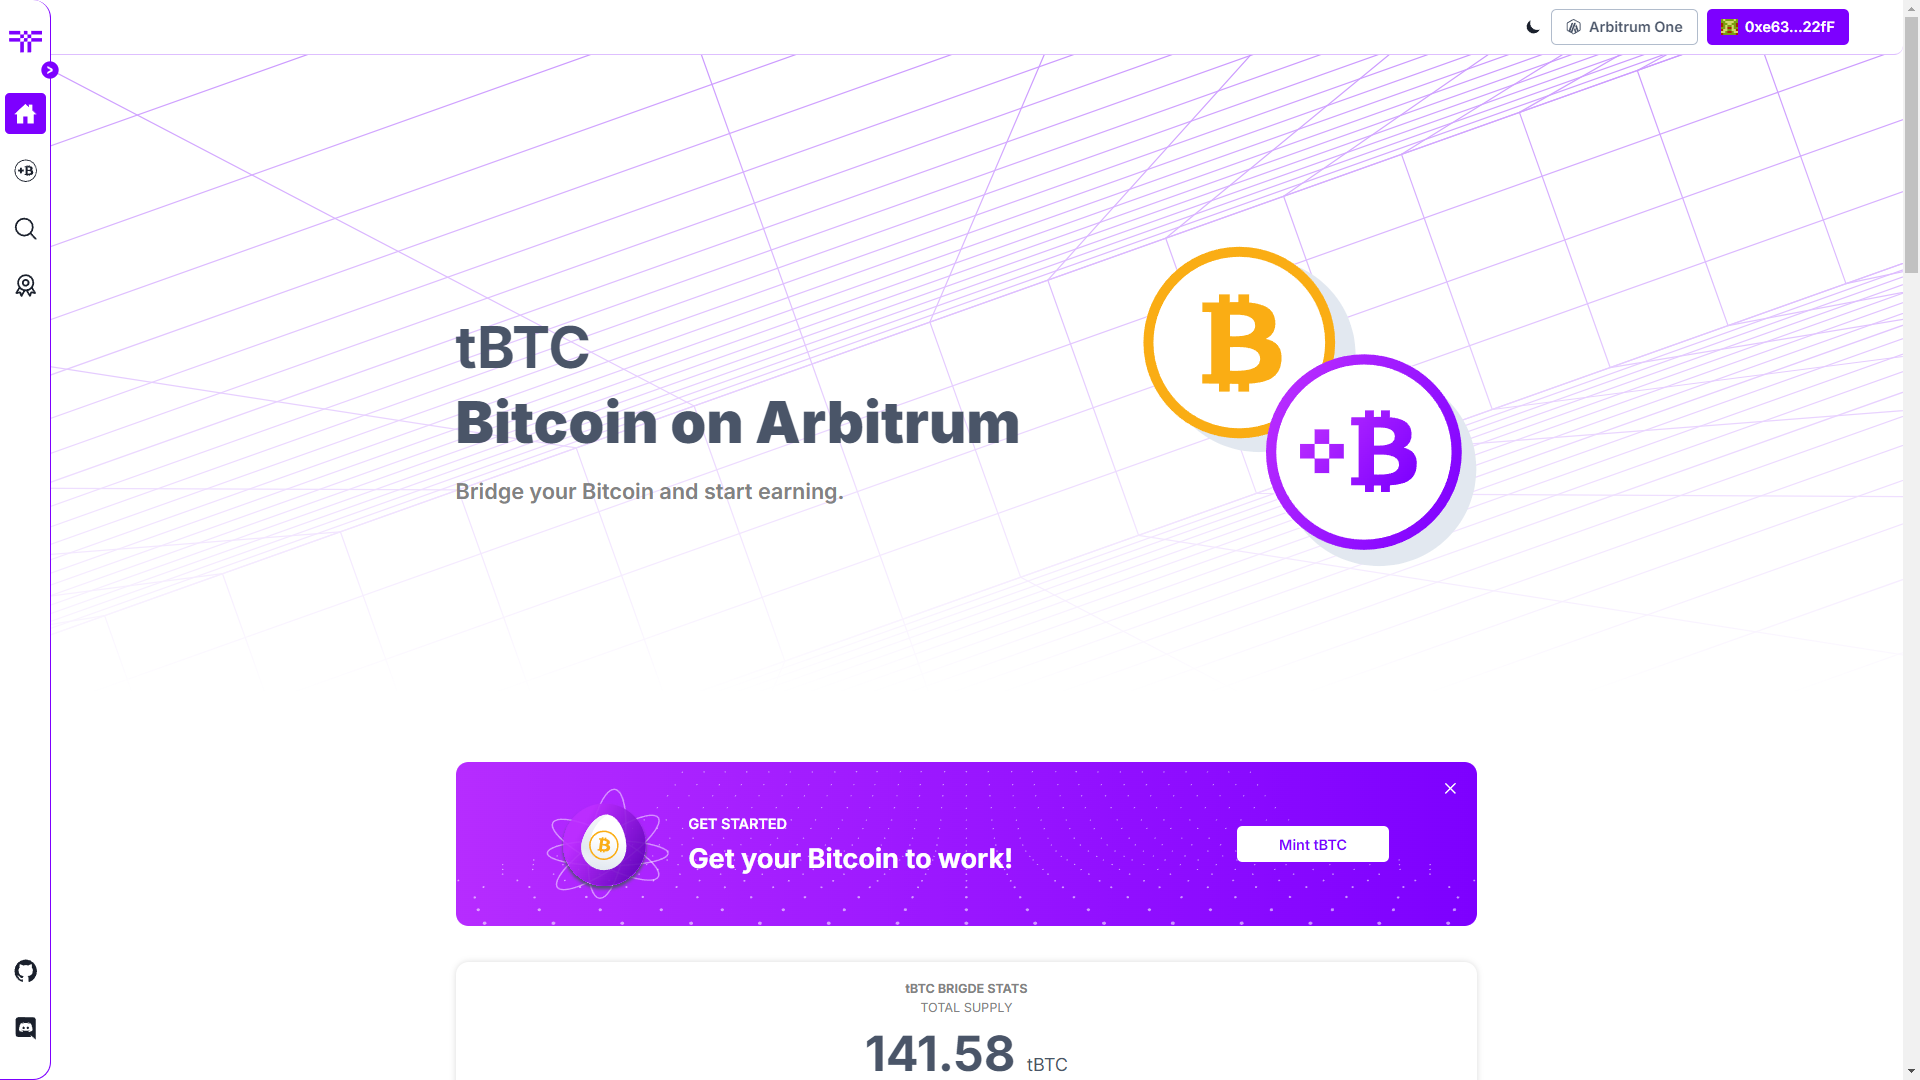 Arbitrum One
0xe63...22fF
tBTC
Bitcoin on Arbitrum
Bridge your Bitcoin and start earning.
GET STARTED
Get your Bitcoin to work!
Mint tBTC
tBTC BRIGDE STATS
TOTAL SUPPLY
141.58 tBTC